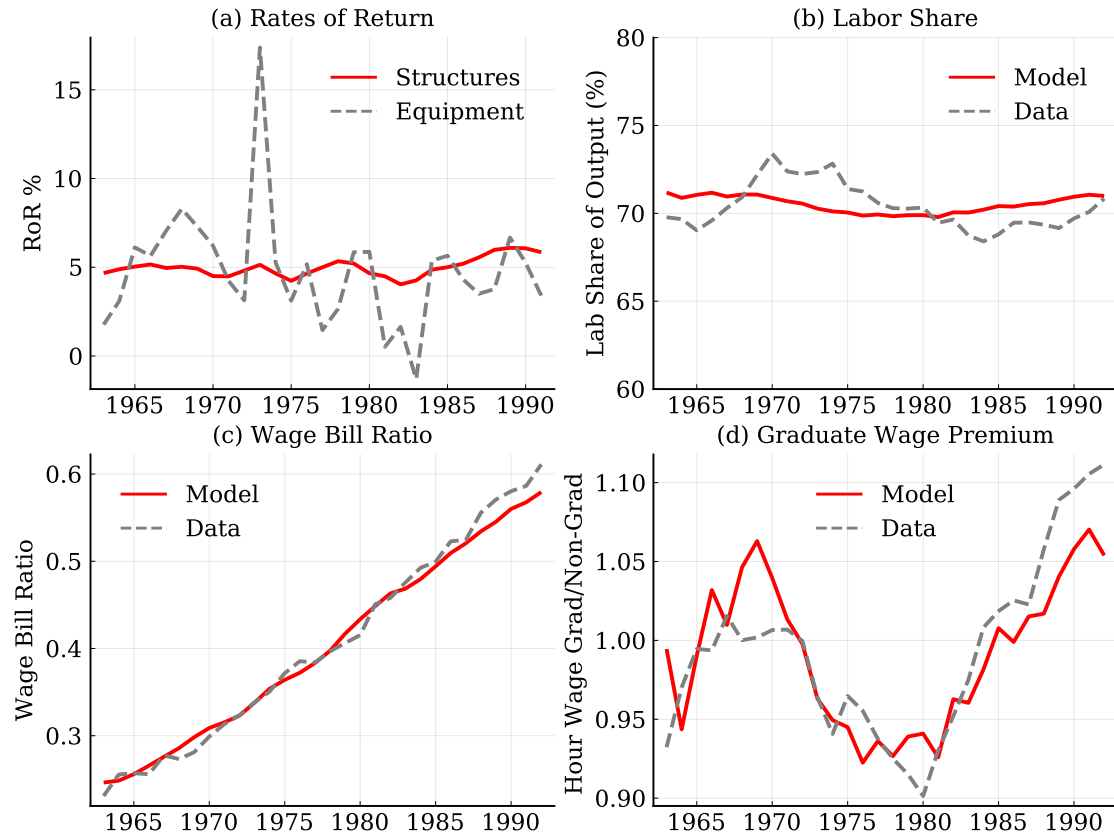 (a) Rates of Return
RoR %
15
10
5
0
Structures
Equipment
1965 1970 1975 1980 1985 1990
(b) Labor Share
Lab Share of Output (%)
80
75
70
65
60
Model
Data
1965 1970 1975 1980 1985 1990
(c) Wage Bill Ratio
Wage Bill Ratio
0.6
0.5
0.4
0.3
Model
Data
1965 1970 1975 1980 1985 1990
(d) Graduate Wage Premium
Hour Wage Grad/Non-Grad
1.10
1.05
1.00
0.95
0.90
Model
Data
1965 1970 1975 1980 1985 1990